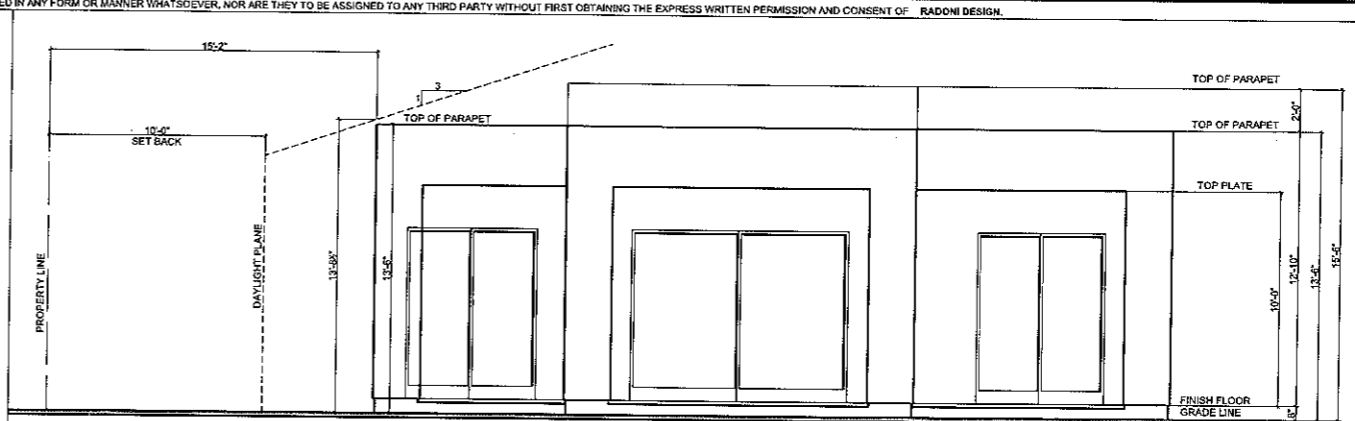 ED IN ANY FORM OR MANNER WHATSOEVER, NOR ARE THEY TO BE ASSIGNED TO ANY THIRD PARTY WITHOUT FIRST OBTAINING THE EXPRESS WRITTEN PERMISSION AND CONSENT OF RADONI DESIGN.
15'-2"
3
1
TOP OF PARAPET
TOP OF PARAPET
TOP OF PARAPET
10'-0"
SET BACK
2'-0"
TOP PLATE
PROPERTY LINE
DAYLIGHT PLANE
13'-6"
10'-0"
12'-10"
13'-6"
15'-6"
FINISH FLOOR
GRADE LINE
8"